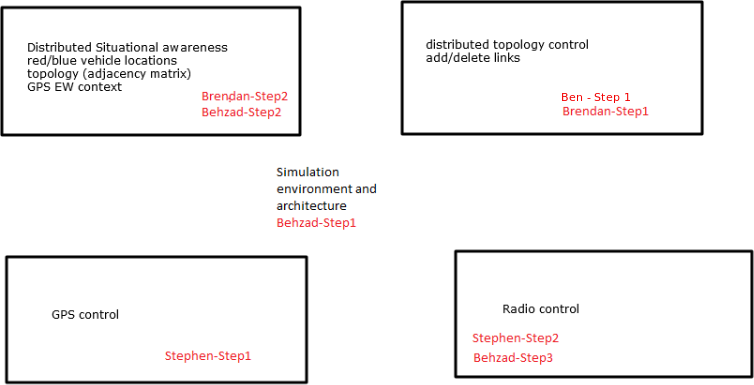 Distributed Situational awareness
red/blue vehicle locations
topology (adjacency matrix)
GPS EW context
Brendan-Step2
Behzad-Step2
distributed topology control
add/delete links
Ben - Step 1
Brendan-Step1
Simulation
environment and
architecture
Behzad-Step1
GPS control
Stephen-Step1
Radio control
Stephen-Step2
Behzad-Step3